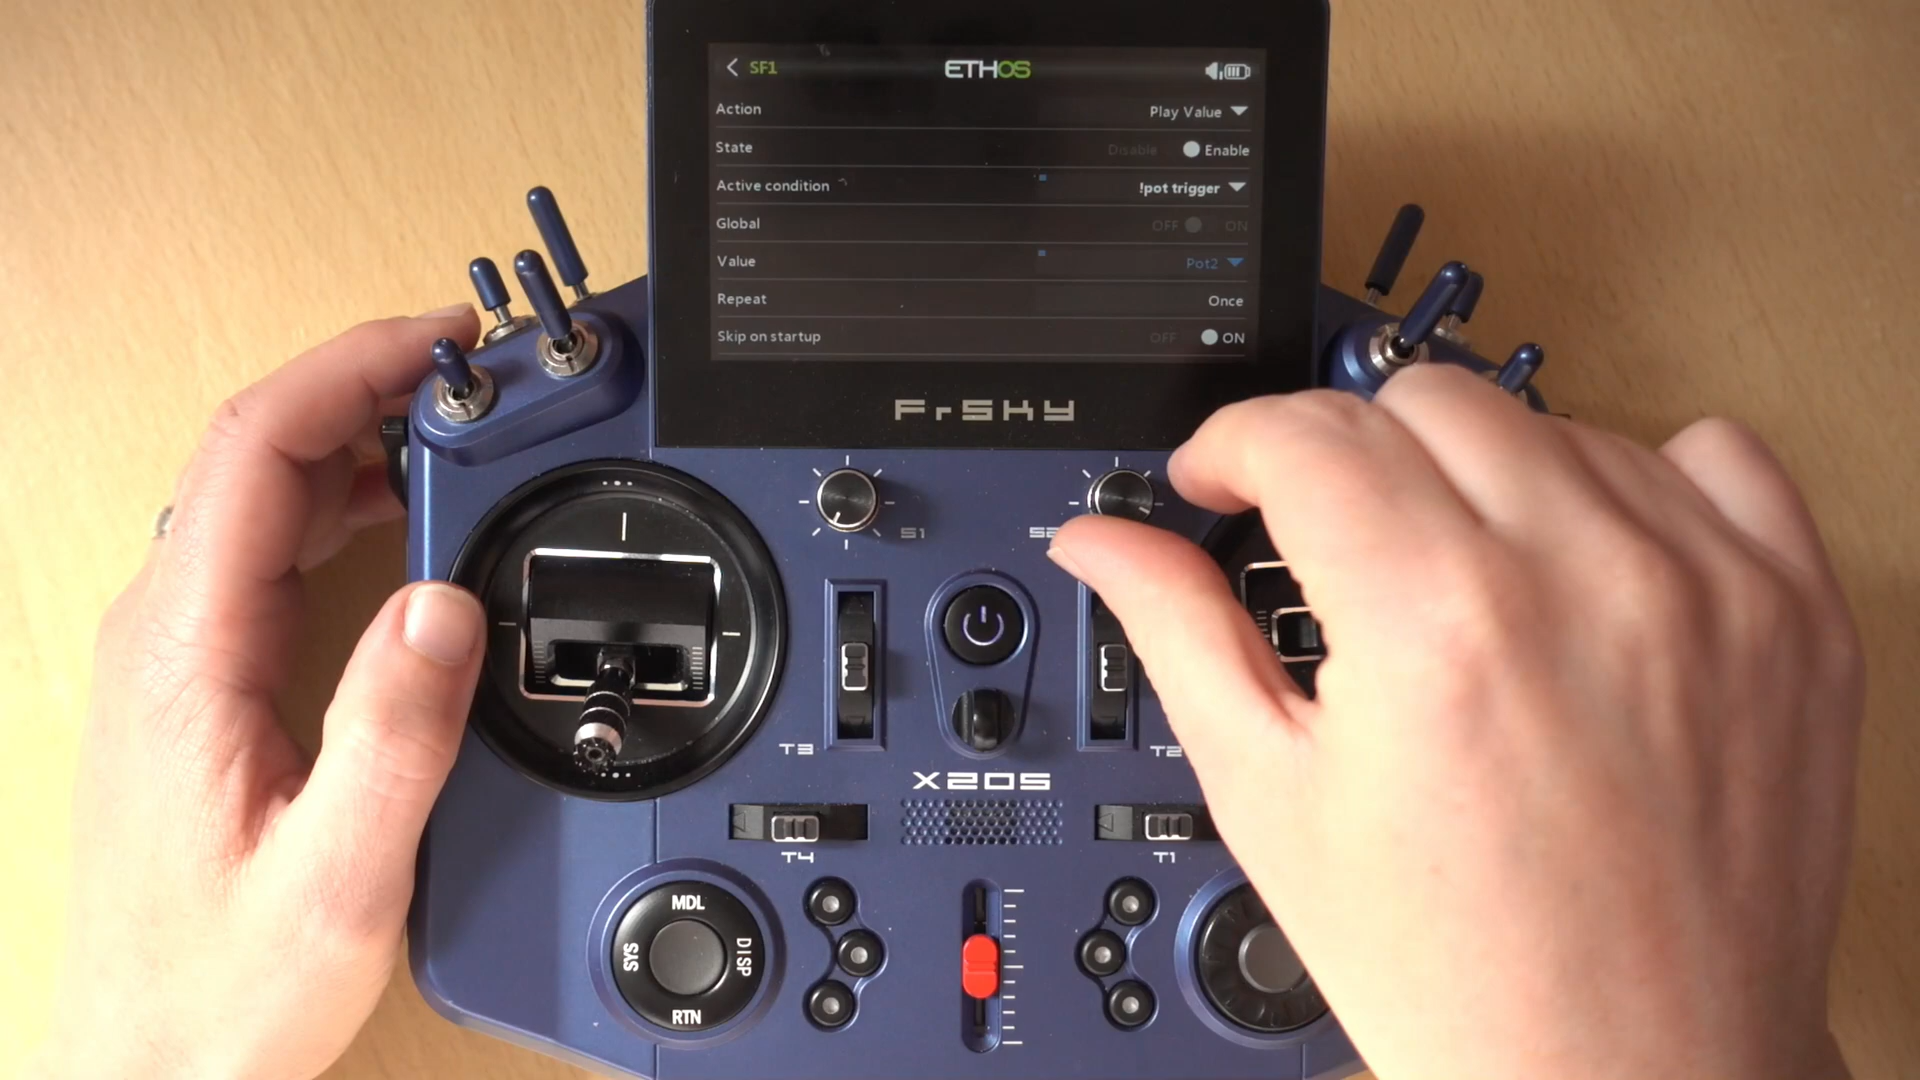 SF1 ETHOS
Action Play Value
State Disable Enable
Active condition !pot trigger
Global OFF ON
Value Pot2
Repeat Once
Skip on startup OFF ON
FrSKY
S1
T3
T2
X20S
T4
T1
MDL
SYS
DISP
RTN